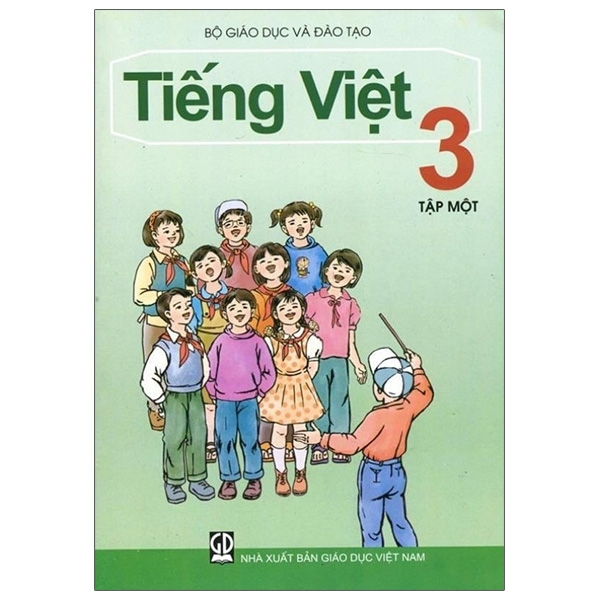 BỘ GIÁO DỤC VÀ ĐÀO TẠO
Tiếng Việt
3
TẬP MỘT
GD
NHÀ XUẤT BẢN GIÁO DỤC VIỆT NAM